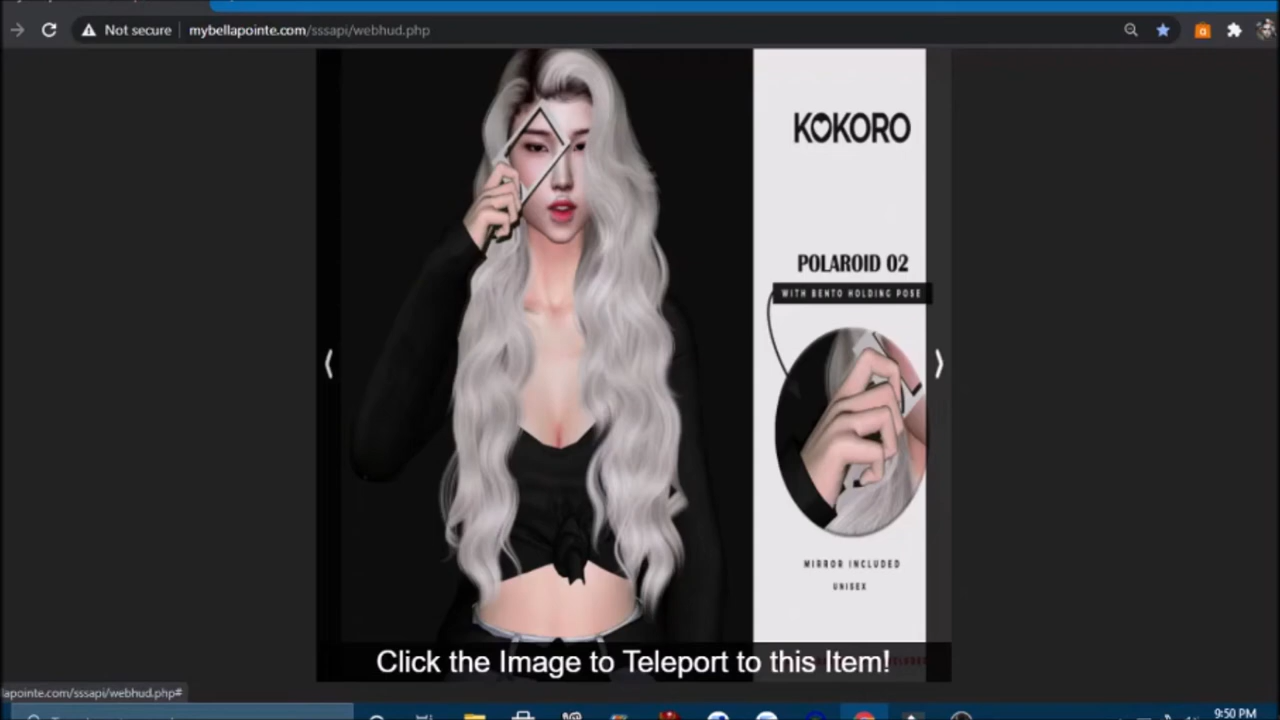 Not secure
mybellapointe.com/sssapi/webhud.php
KOKORO
POLAROID 02
WITH BENTO HOLDING POSE
MIRROR INCLUDED
UNISEX
Click the Image to Teleport to this Item!
lapointe.com/sssapi/webhud.php#
9:50 PM